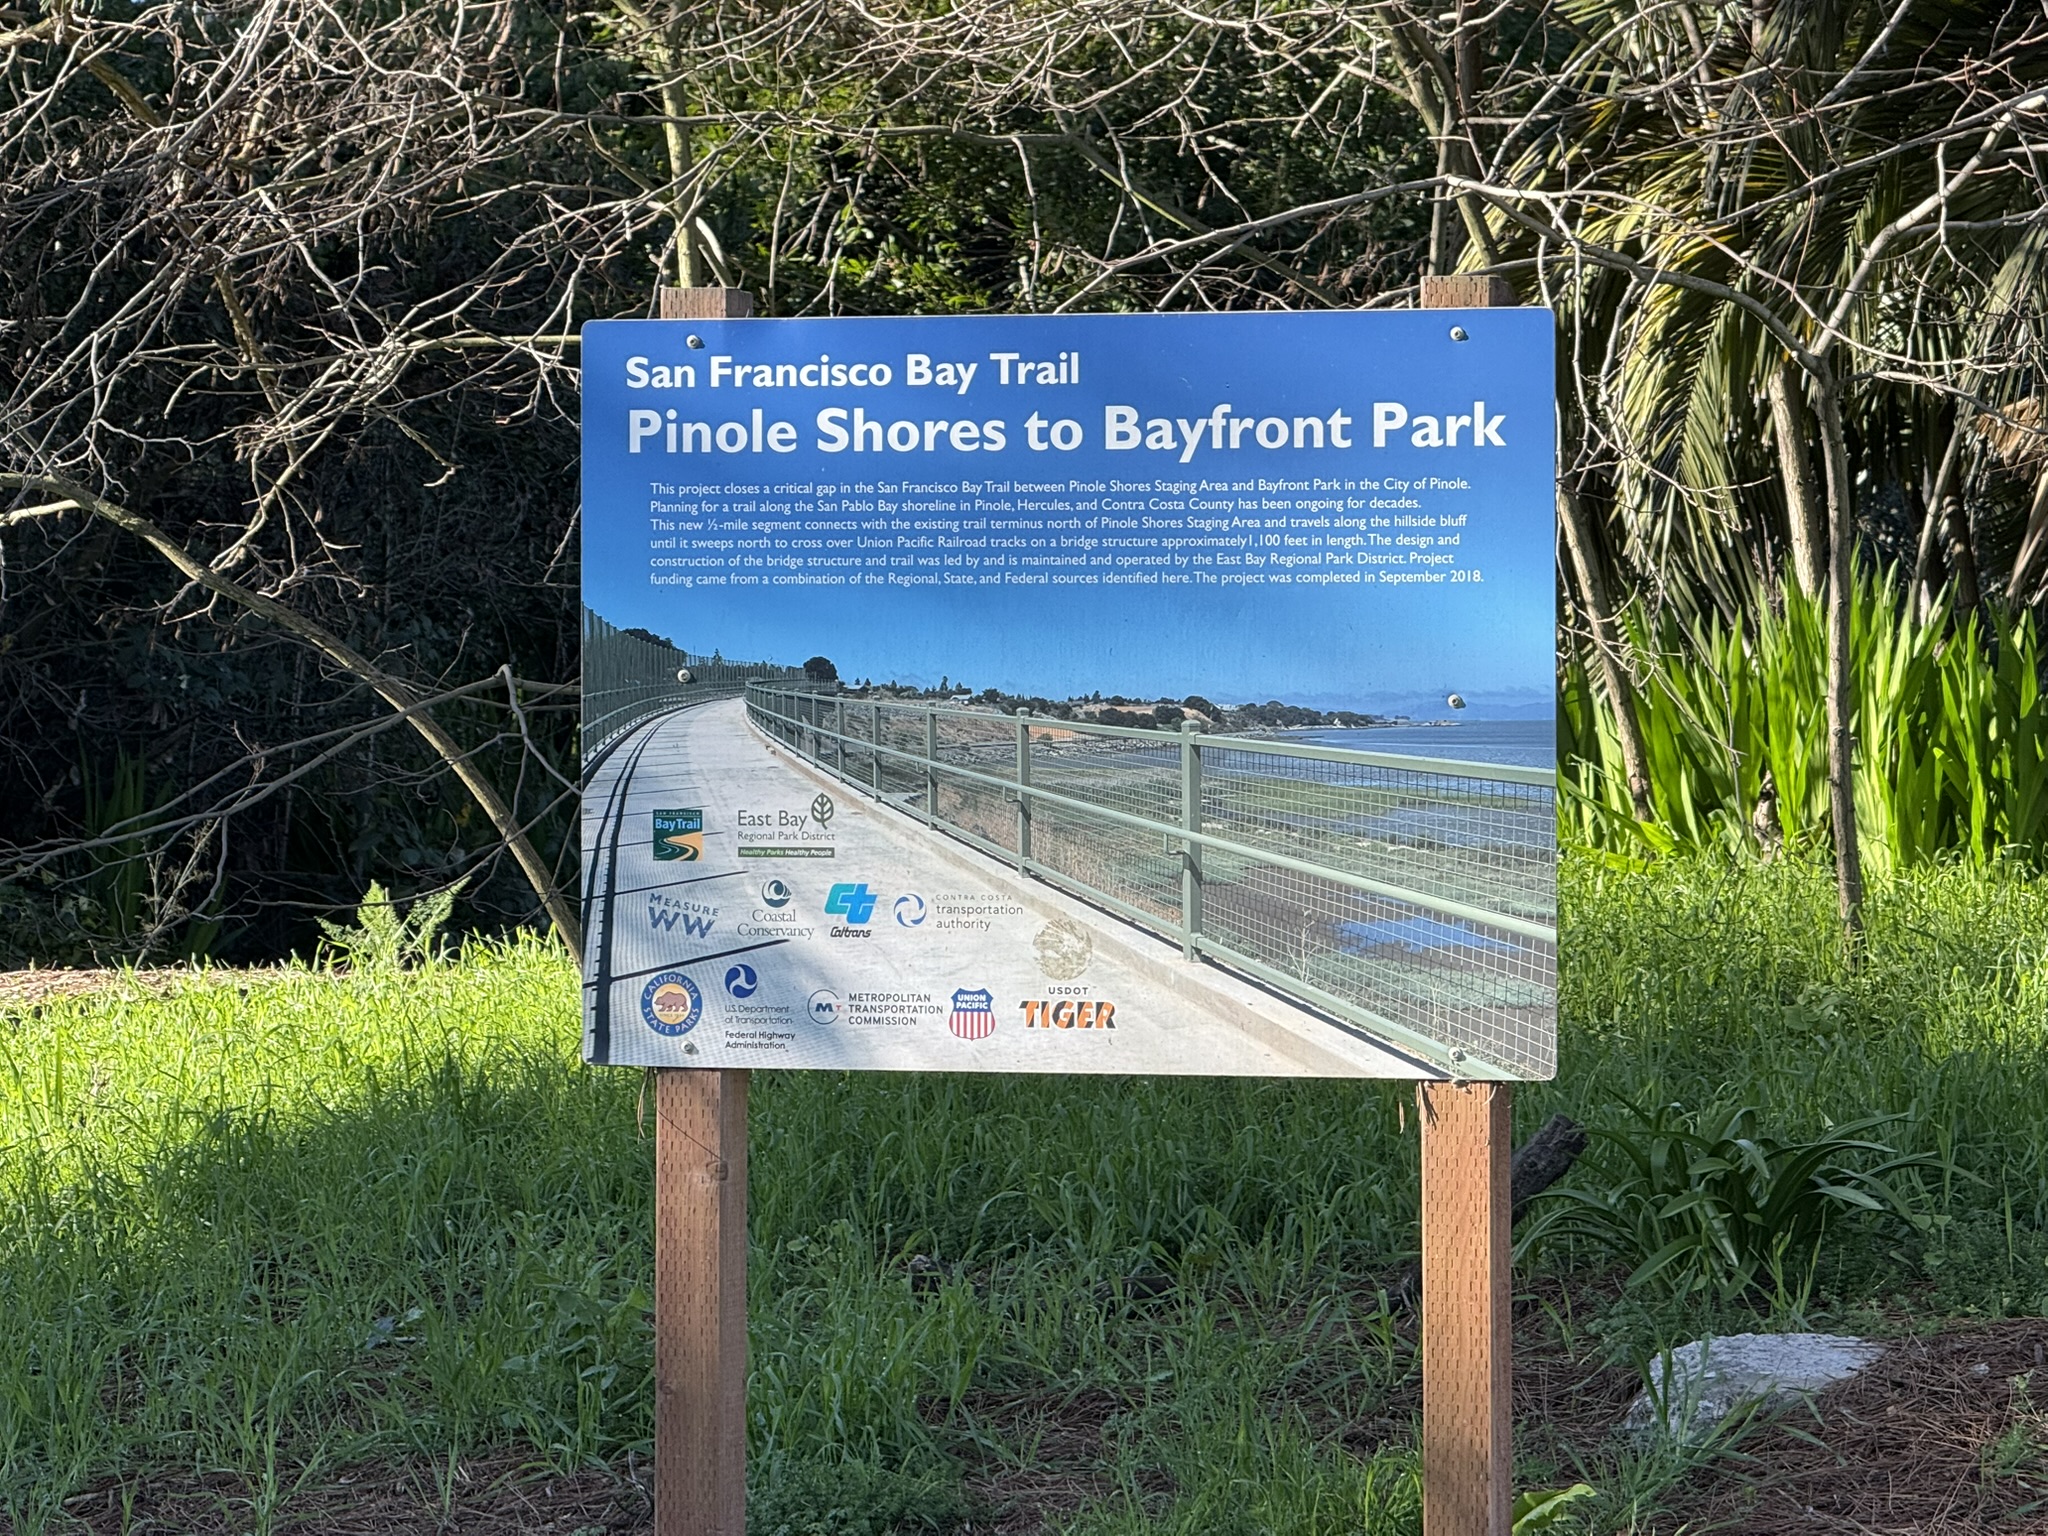 San Francisco Bay Trail
Pinole Shores to Bayfront Park
This project closes a critical gap in the San Francisco Bay Trail between Pinole Shores Staging Area and Bayfront Park in the City of Pinole.
Planning for a trail along the San Pablo Bay shoreline in Pinole, Hercules, and Contra Costa County has been ongoing for decades.
This new ½-mile segment connects with the existing trail terminus north of Pinole Shores Staging Area and travels along the hillside bluff
until it sweeps north to cross over Union Pacific Railroad tracks on a bridge structure approximately1,100 feet in length. The design and
construction of the bridge structure and trail was led by and is maintained and operated by the East Bay Regional Park District. Project
funding came from a combination of the Regional, State, and Federal sources identified here. The project was completed in September 2018.
SAN FRANCISCO
BayTrail
East Bay
Regional Park District
Healthy Parks Healthy People
MEASURE
WW
Coastal
Conservancy
Ct
Caltrans
CONTRA COSTA
transportation
authority
CALIFORNIA
STATE PARKS
U.S. Department
of Transportation
Federal Highway
Administration
MT
METROPOLITAN
TRANSPORTATION
COMMISSION
UNION
PACIFIC
USDOT
TIGER